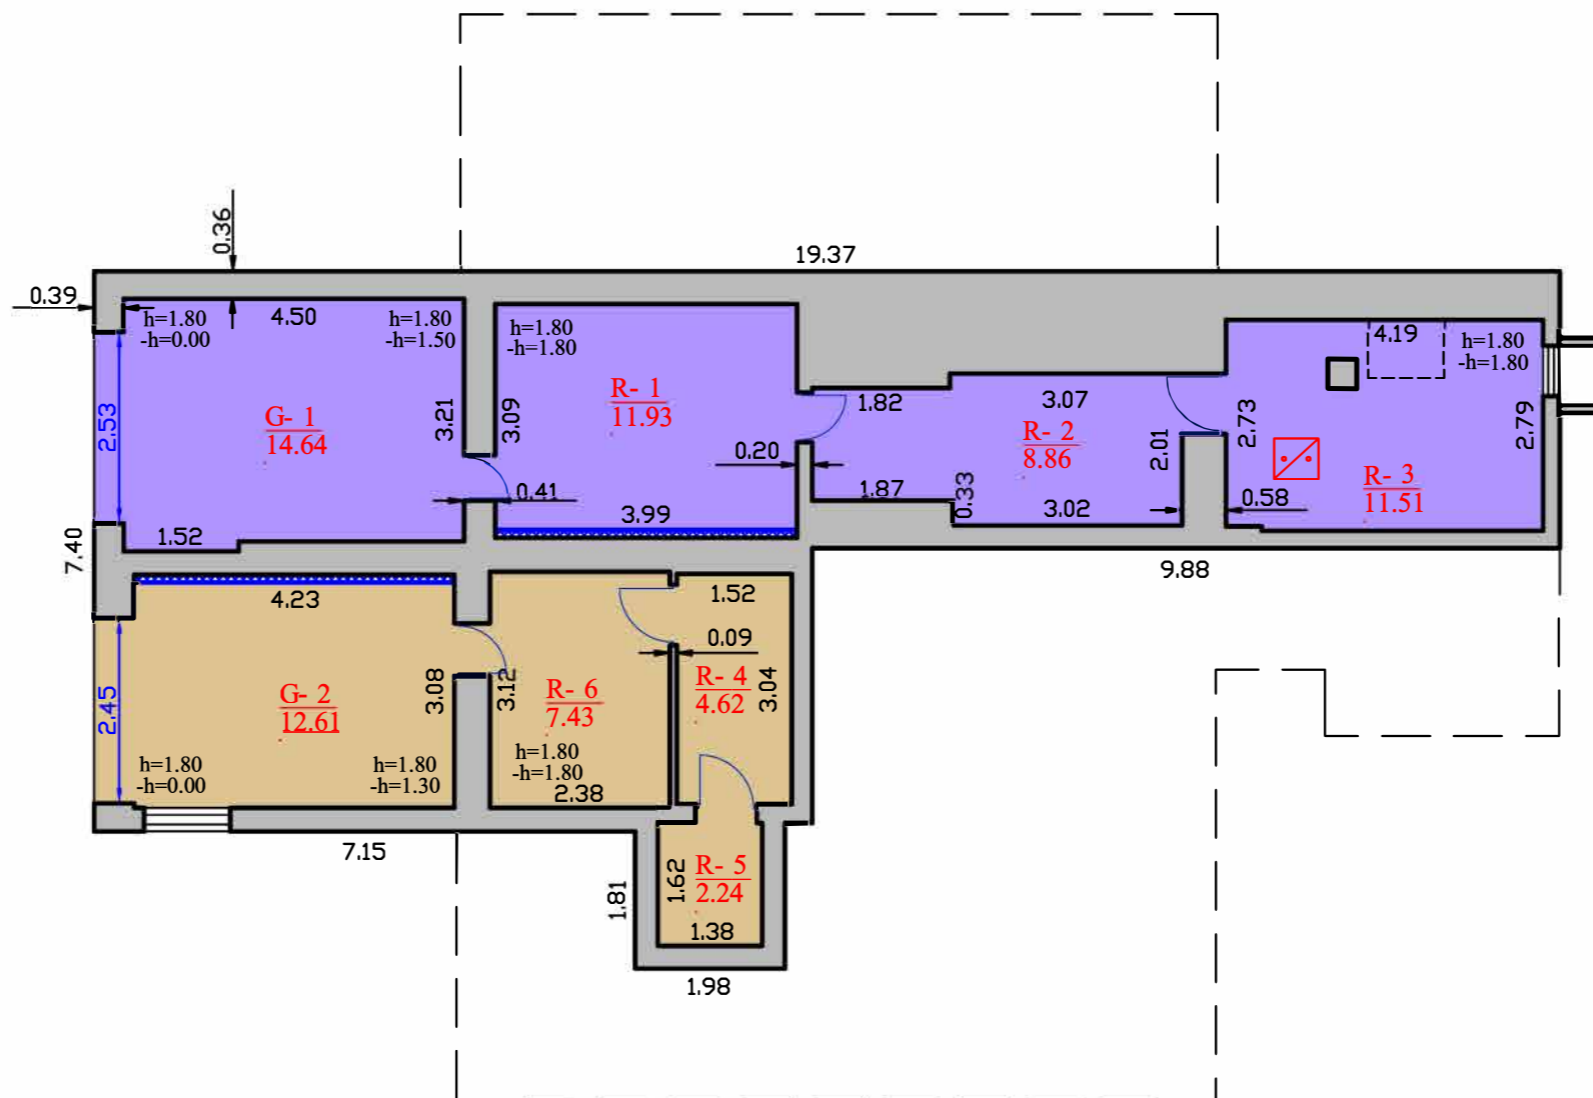 0.36
19.37
0.39
h=1.80
-h=0.00
4.50
h=1.80
-h=1.50
h=1.80
-h=1.80
4.19
h=1.80
-h=1.80
2.53
G- 1
14.64
3.21
3.09
R- 1
11.93
1.82
3.07
R- 2
8.86
2.01
2.73
2.79
0.20
0.41
1.87
0.33
3.02
0.58
R- 3
11.51
3.99
1.52
7.40
9.88
4.23
1.52
0.09
2.45
G- 2
12.61
3.08
3.12
R- 6
7.43
R- 4
4.62
3.04
h=1.80
-h=0.00
h=1.80
-h=1.30
h=1.80
-h=1.80
2.38
7.15
1.81
1.62
R- 5
2.24
1.38
1.98